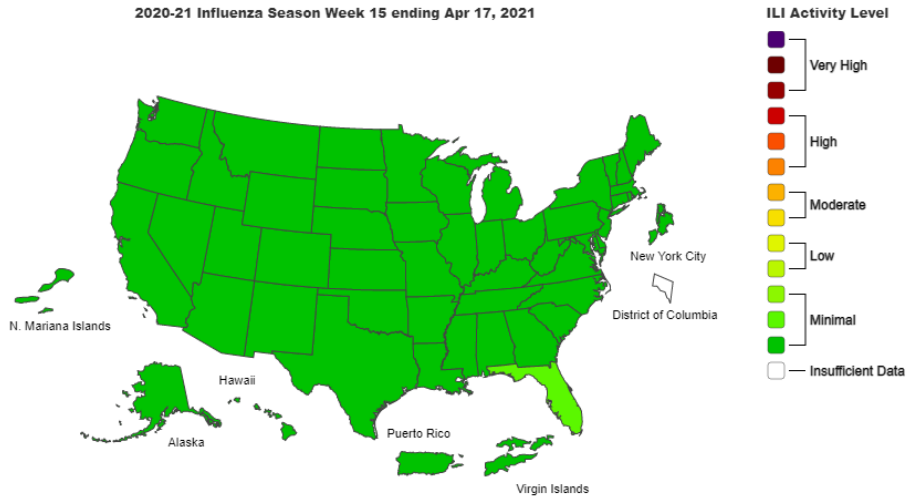 2020-21 Influenza Season Week 15 ending Apr 17, 2021
ILI Activity Level
Very High
High
Moderate
Low
Minimal
Insufficient Data
New York City
District of Columbia
N. Mariana Islands
Hawaii
Alaska
Puerto Rico
Virgin Islands